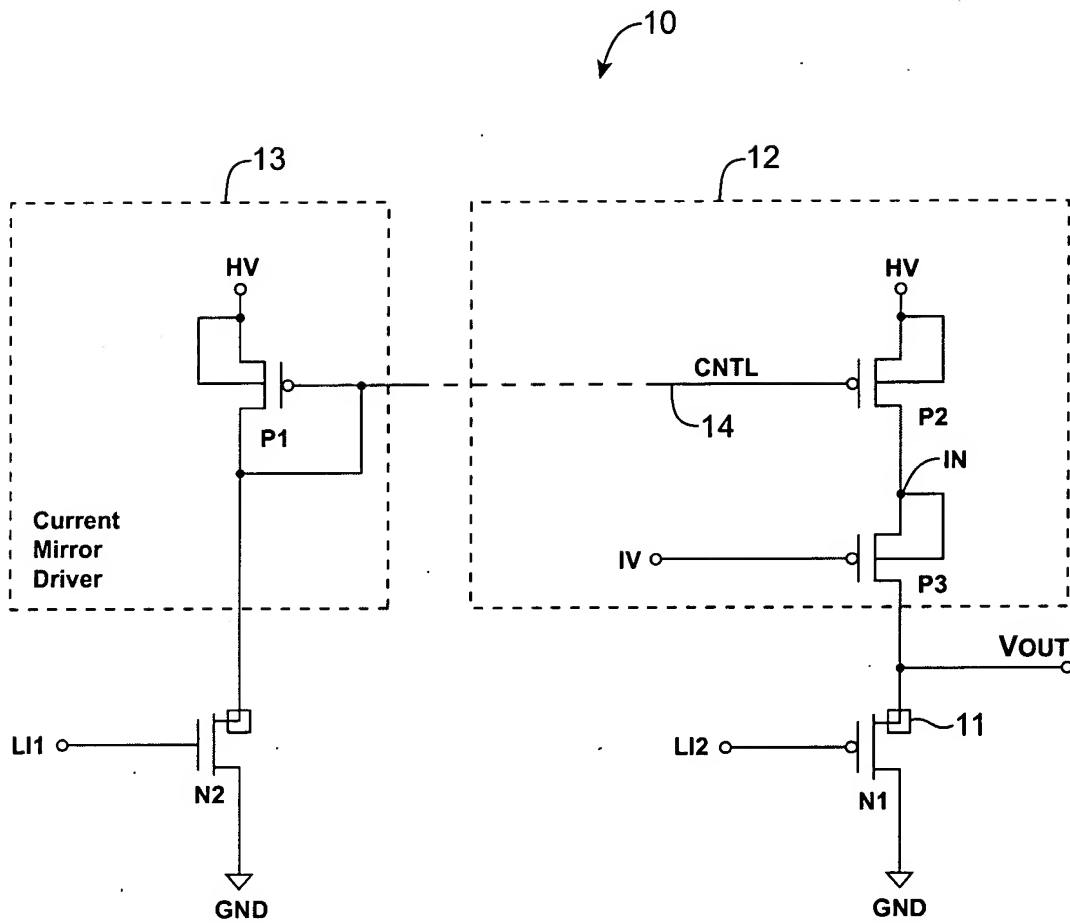 10
13
12
HV
HV
CNTL
P1
14
P2
IN
Current
Mirror
Driver
IV
P3
VOUT
LI1
N2
LI2
11
N1
GND
GND